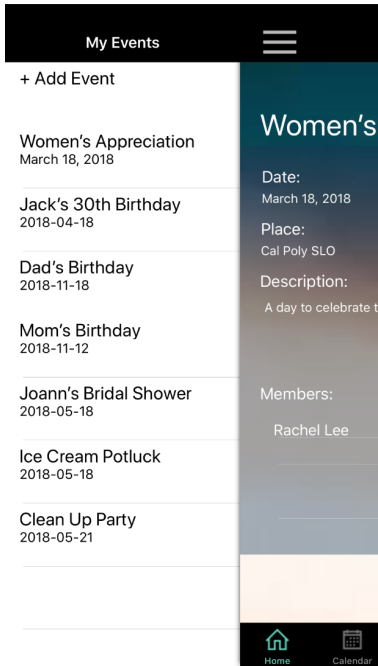 My Events
+ Add Event
Women's Appreciation
March 18, 2018
Jack's 30th Birthday
2018-04-18
Dad's Birthday
2018-11-18
Mom's Birthday
2018-11-12
Joann's Bridal Shower
2018-05-18
Ice Cream Potluck
2018-05-18
Clean Up Party
2018-05-21
Women's
Date:
March 18, 2018
Place:
Cal Poly SLO
Description:
A day to celebrate t
Members:
Rachel Lee
Home
Calendar